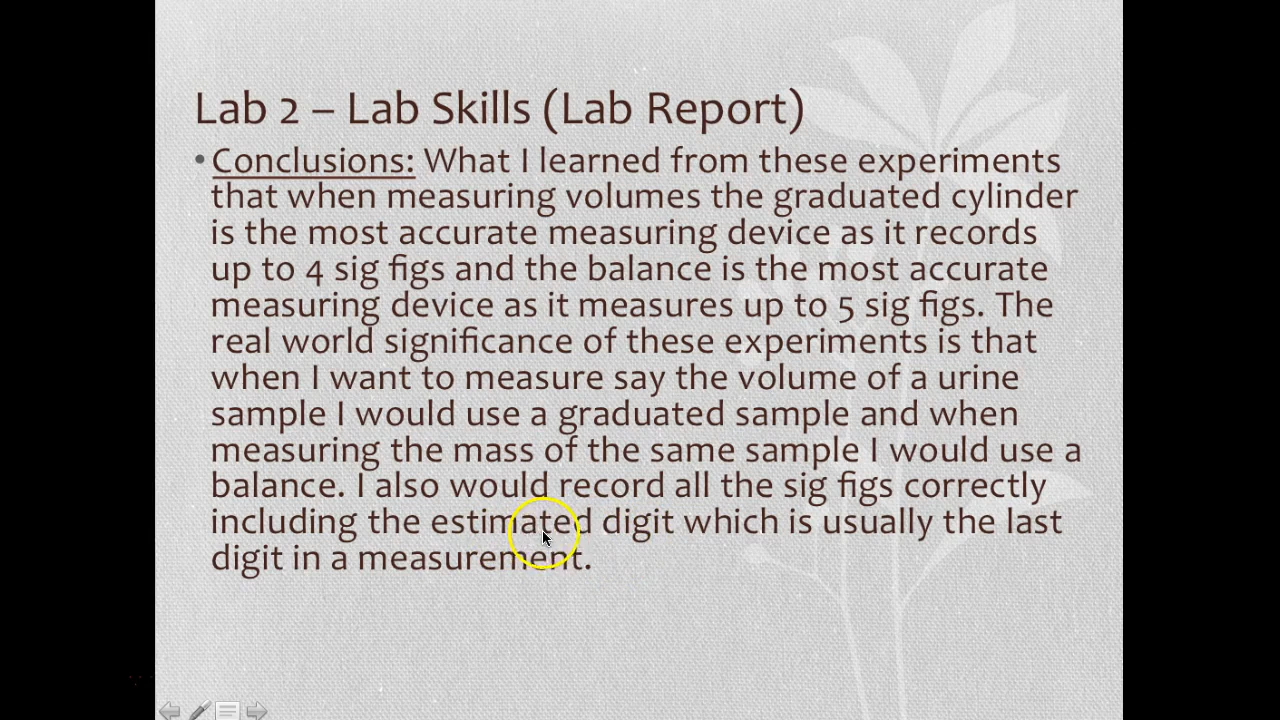 Lab 2 – Lab Skills (Lab Report)
• Conclusions: What I learned from these experiments
that when measuring volumes the graduated cylinder
is the most accurate measuring device as it records
up to 4 sig figs and the balance is the most accurate
measuring device as it measures up to 5 sig figs. The
real world significance of these experiments is that
when I want to measure say the volume of a urine
sample I would use a graduated sample and when
measuring the mass of the same sample I would use a
balance. I also would record all the sig figs correctly
including the estimated digit which is usually the last
digit in a measurement.